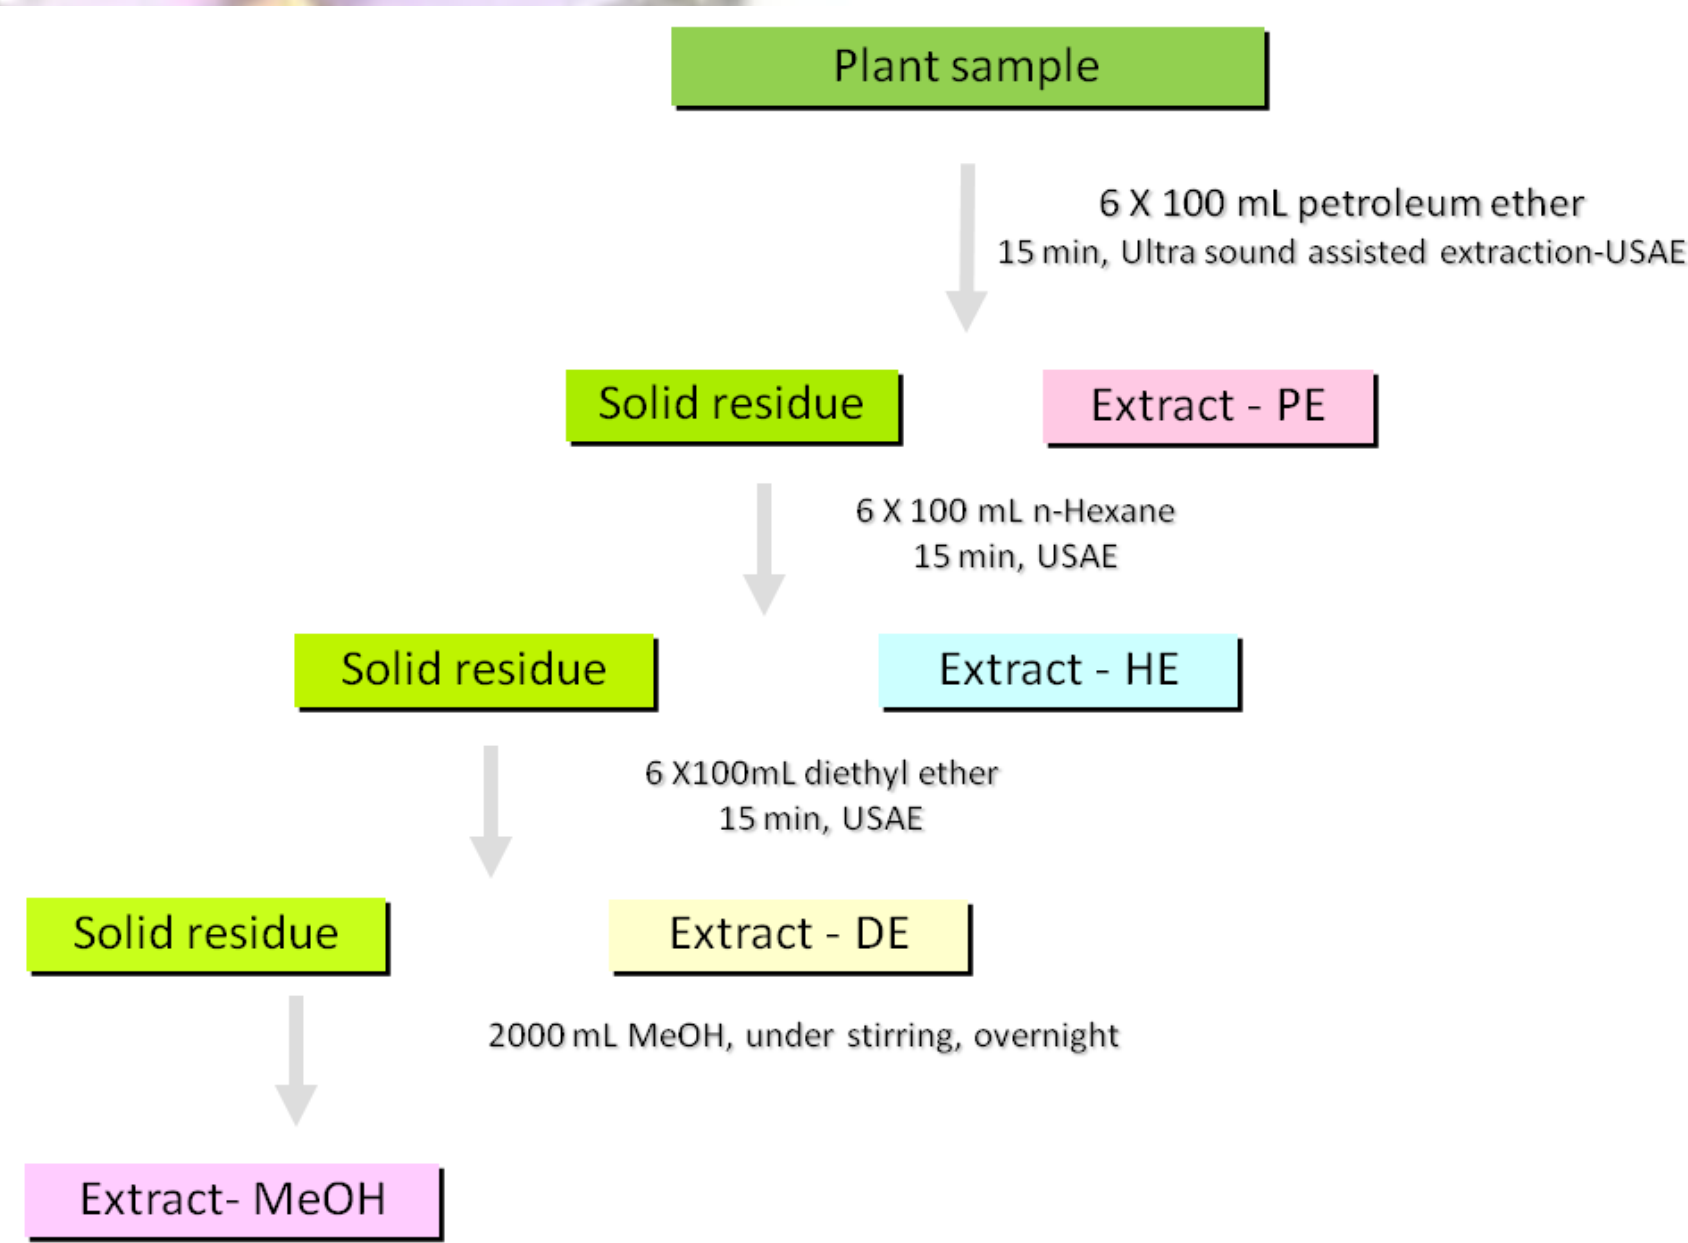 Plant sample
6 X 100 mL petroleum ether
15 min, Ultra sound assisted extraction-USAE
Solid residue
Extract - PE
6 X 100 mL n-Hexane
15 min, USAE
Solid residue
Extract - HE
6 X100mL diethyl ether
15 min, USAE
Solid residue
Extract - DE
2000 mL MeOH, under stirring, overnight
Extract- MeOH